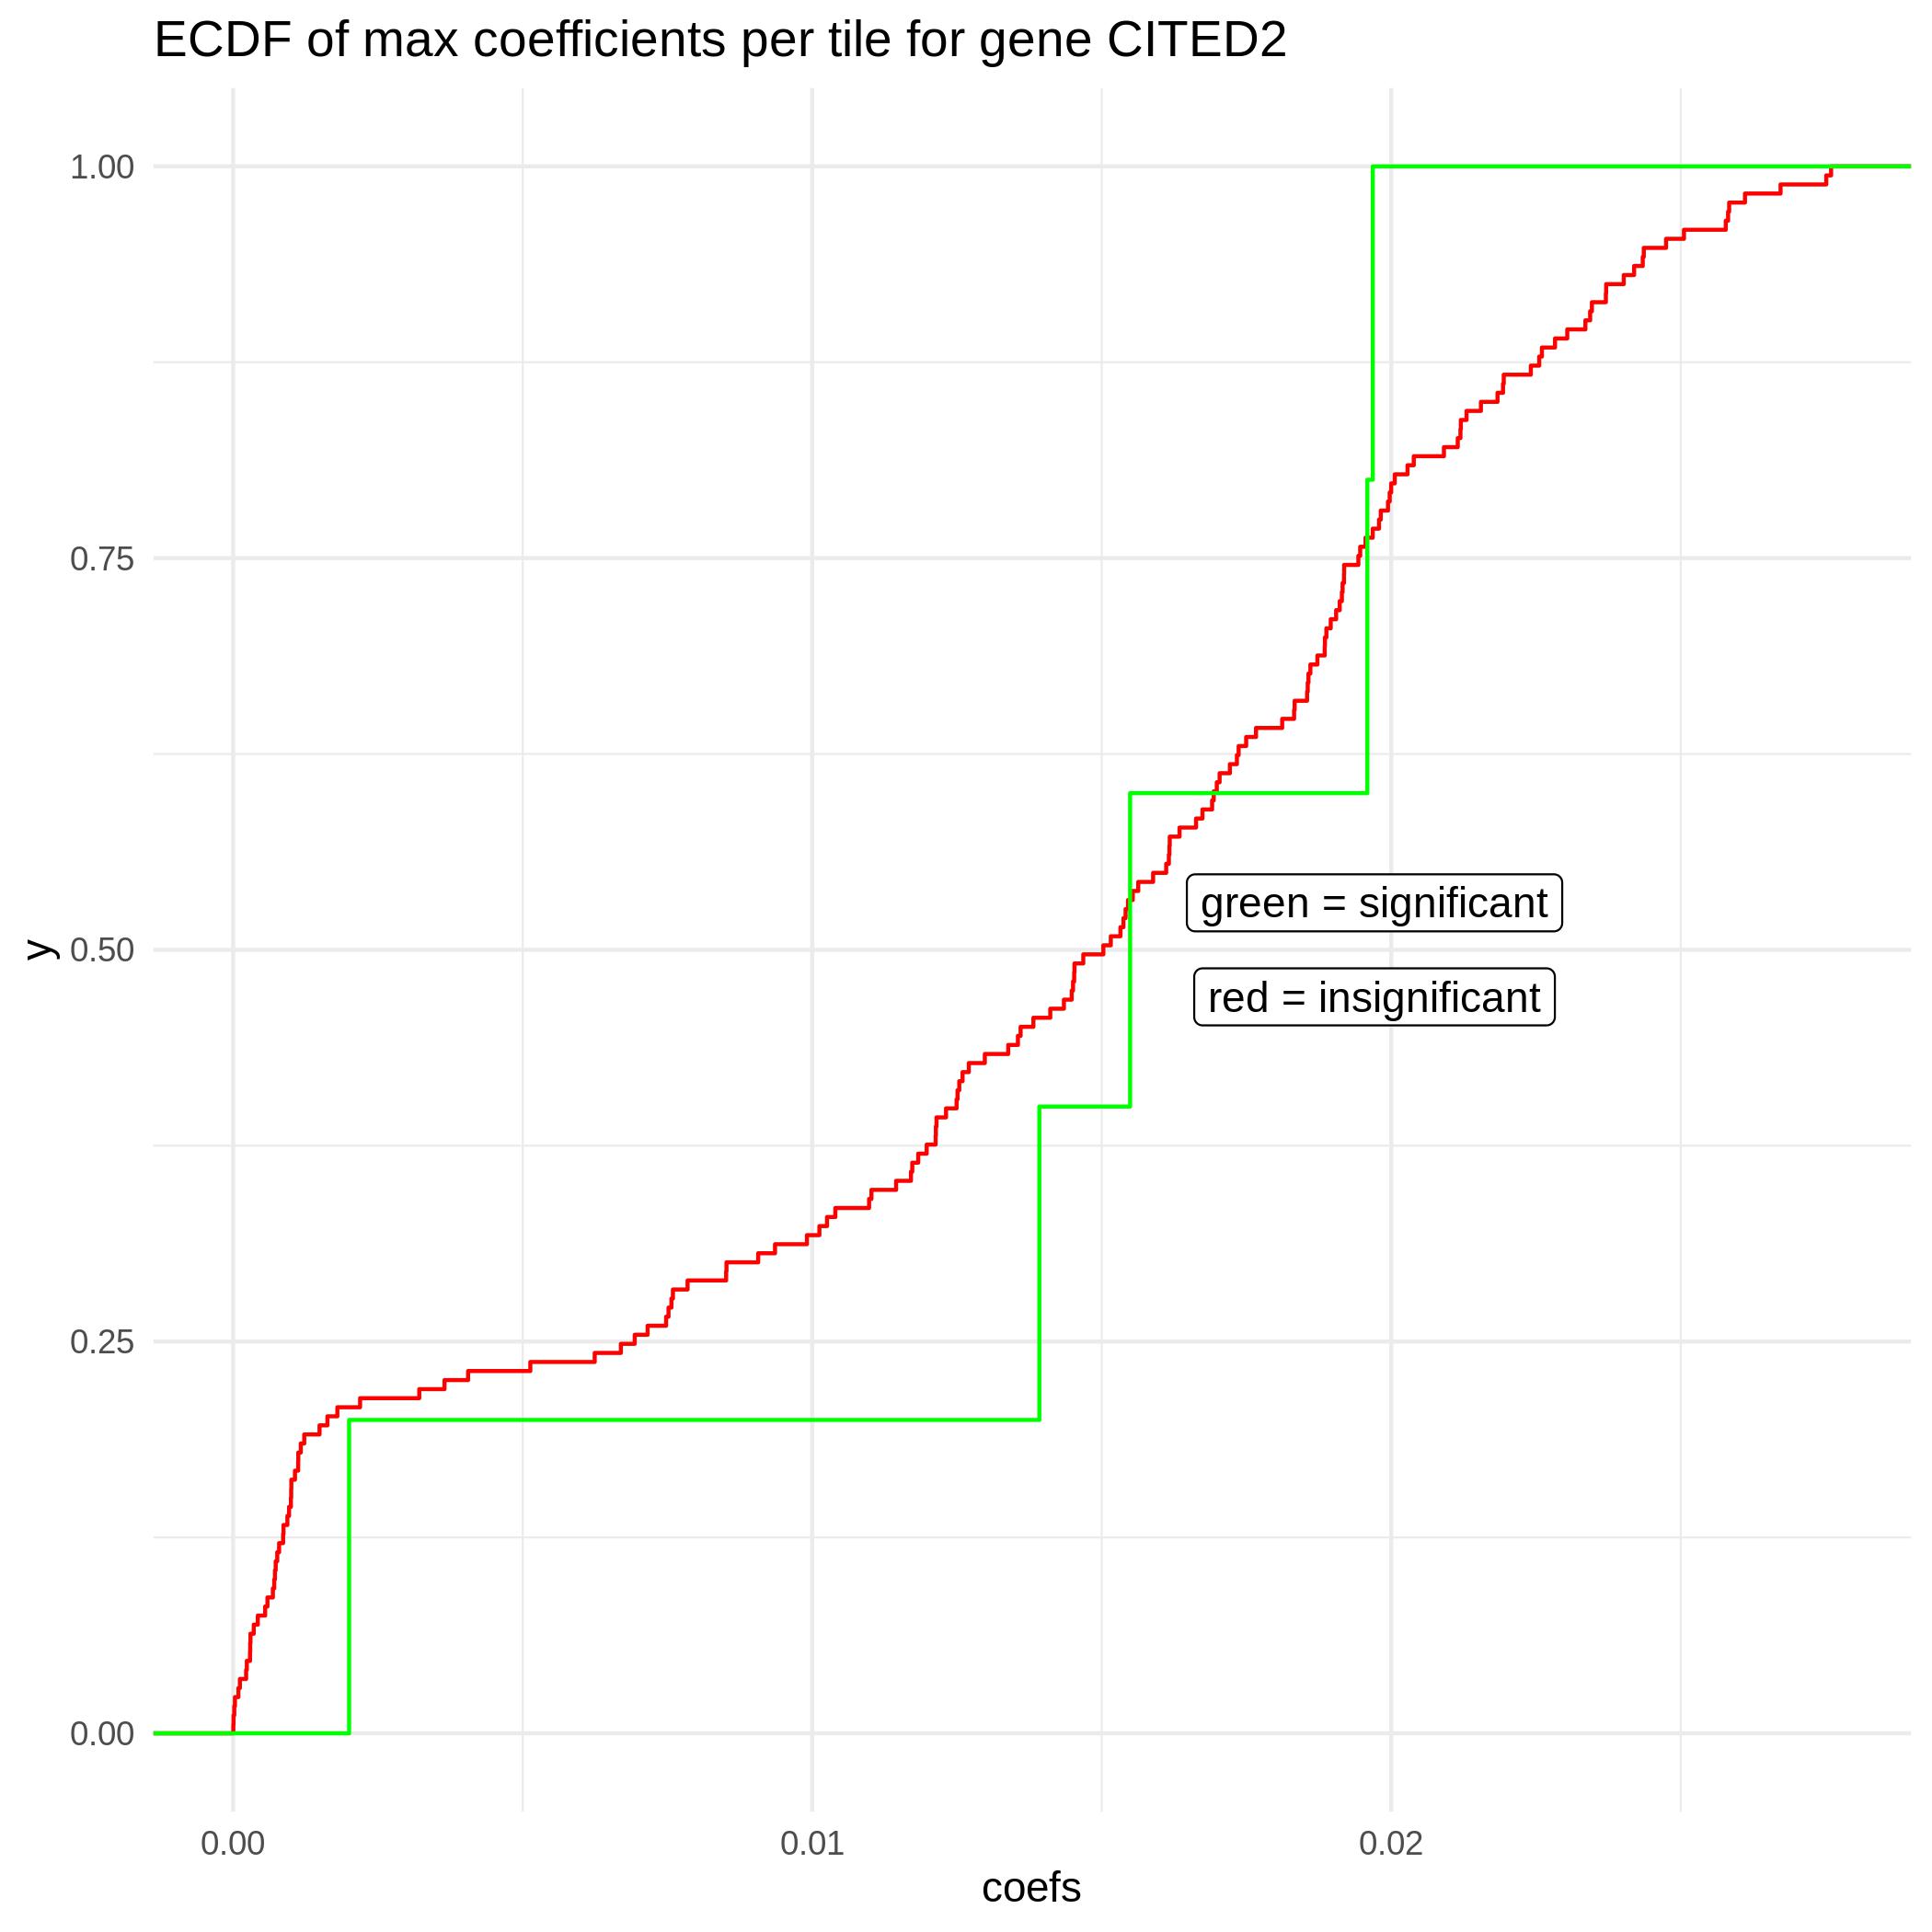 ECDF of max coefficients per tile for gene CITED2
1.00
0.75
0.50
0.25
0.00
y
green = significant
red = insignificant
0.00 0.01 0.02
coefs